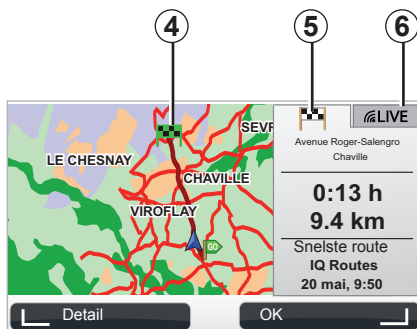 4 5 6
LIVE
SEVR
Avenue Roger-Salengro
Chaville
LE CHESNAY
CHAVILLE
VIROFLAY
GO
0:13 h
9.4 km
Snelste route
IQ Routes
20 mai, 9:50
Detail OK